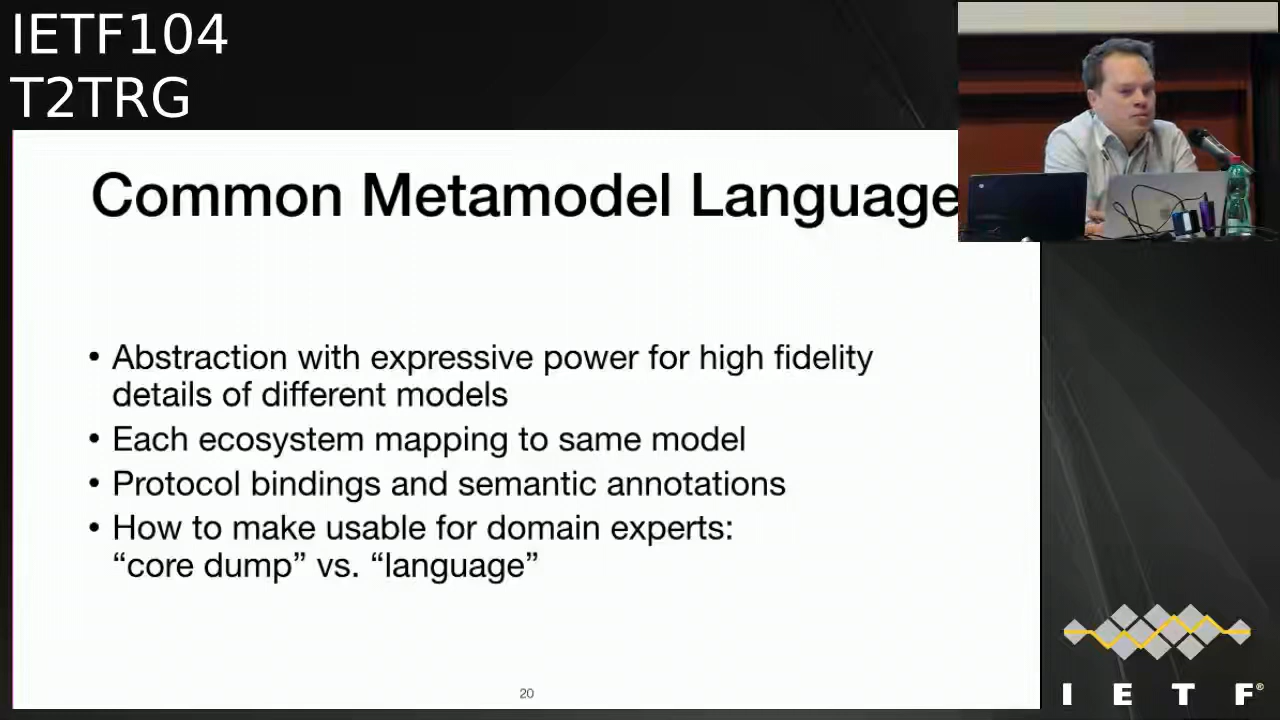 IETF104
T2TRG
Common Metamodel Language
• Abstraction with expressive power for high fidelity
details of different models
• Each ecosystem mapping to same model
• Protocol bindings and semantic annotations
• How to make usable for domain experts:
“core dump” vs. “language”
20
I E T F®